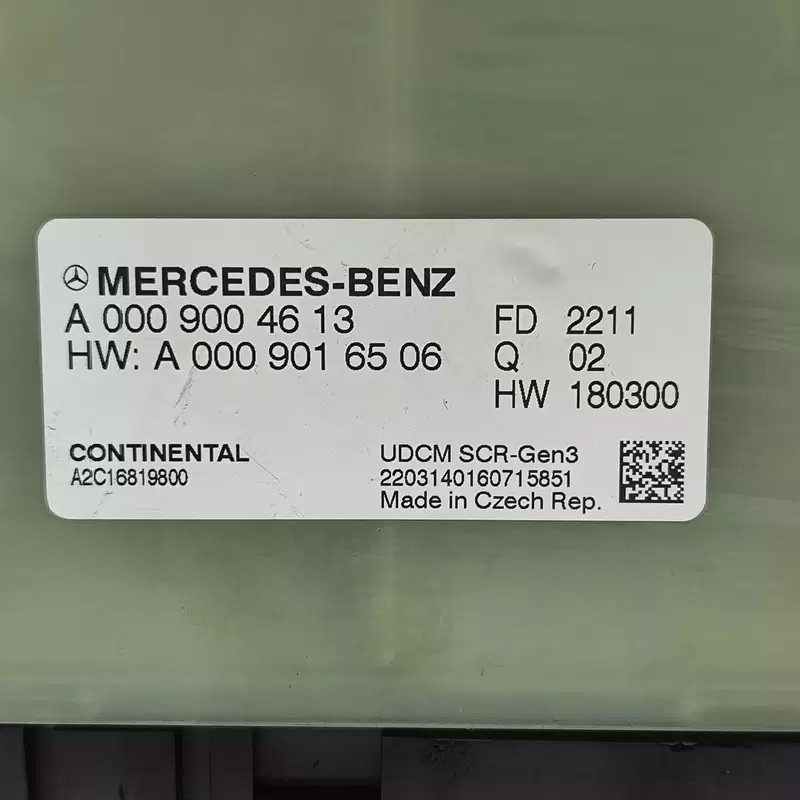 MERCEDES-BENZ
A 000 900 46 13 FD 2211
HW: A 000 901 65 06 Q 02
HW 180300
CONTINENTAL UDCM SCR-Gen3
A2C16819800 2203140160715851
Made in Czech Rep.